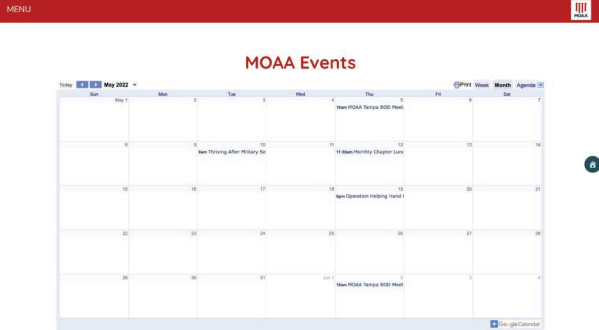 MENU
MOAA
MOAA Events
Today May 2022 Print Week Month Agenda
Sun Mon Tue Wed Thu Fri Sat
May 1 2 3 4 5 6 7
10am MOAA Tampa BOD Meet
8 9 10 11 12 13 14
9am Thriving After Military Se 11:30am Monthly Chapter Lunc
15 16 17 18 19 20 21
6pm Operation Helping Hand I
22 23 24 25 26 27 28
29 30 31 Jun 1 2 3 4
10am MOAA Tampa BOD Meet
Google Calendar